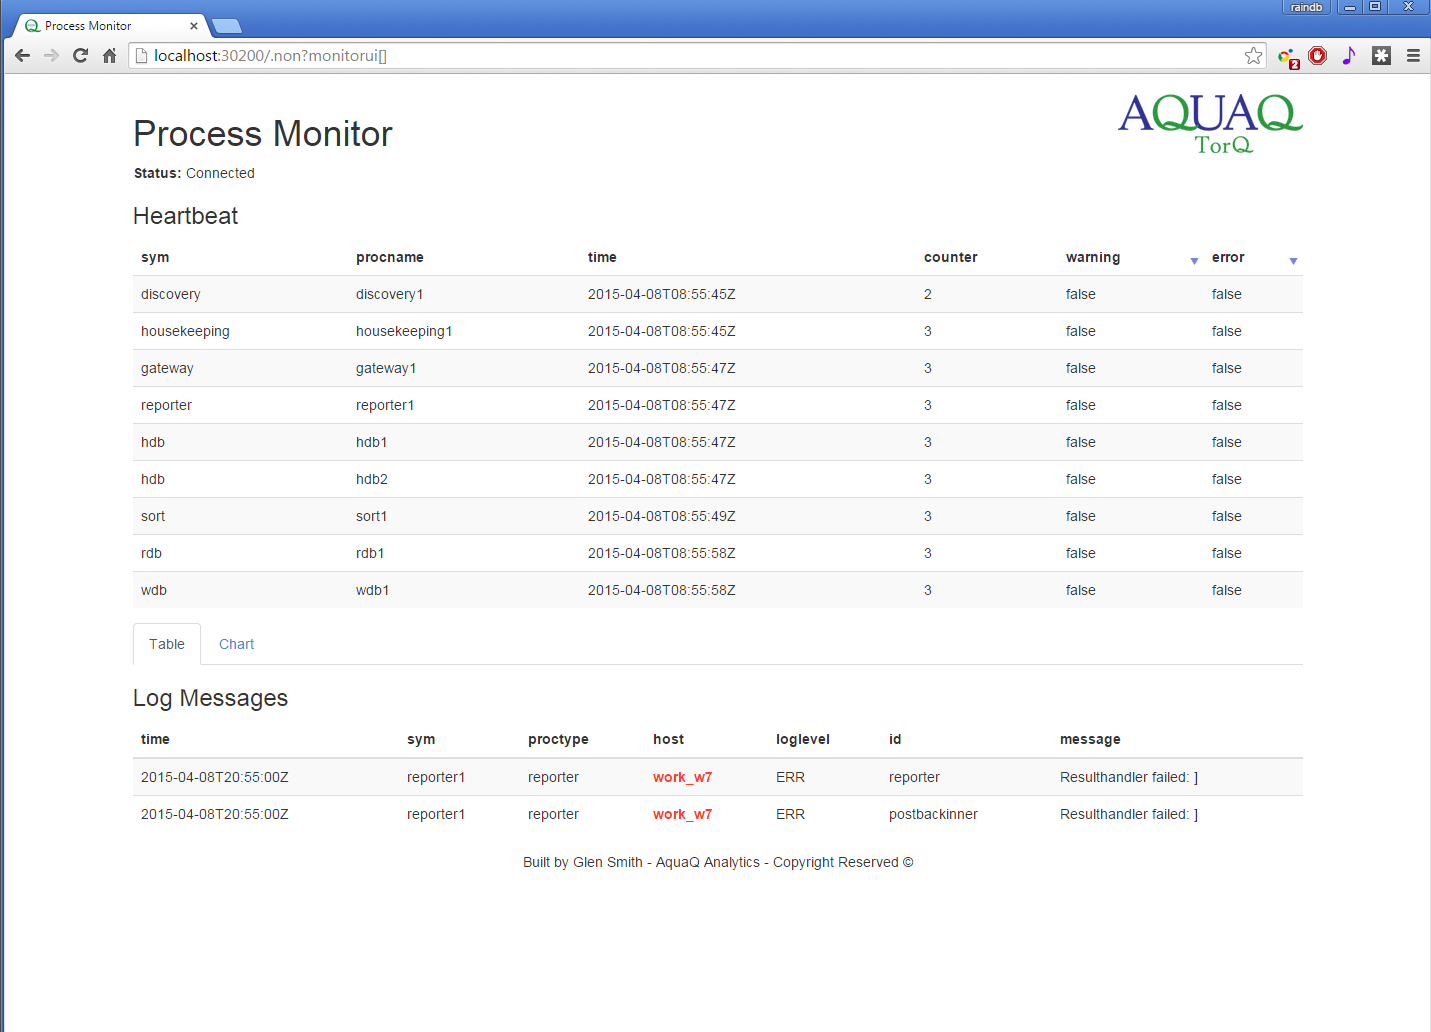 raindb
Process Monitor
localhost:30200/.non?monitorui[]
2
AQUAQ
TorQ
Process Monitor
Status: Connected
Heartbeat
sym procname time counter warning error
discovery discovery1 2015-04-08T08:55:45Z 2 false false
housekeeping housekeeping1 2015-04-08T08:55:45Z 3 false false
gateway gateway1 2015-04-08T08:55:47Z 3 false false
reporter reporter1 2015-04-08T08:55:47Z 3 false false
hdb hdb1 2015-04-08T08:55:47Z 3 false false
hdb hdb2 2015-04-08T08:55:47Z 3 false false
sort sort1 2015-04-08T08:55:49Z 3 false false
rdb rdb1 2015-04-08T08:55:58Z 3 false false
wdb wdb1 2015-04-08T08:55:58Z 3 false false
Table Chart
Log Messages
time sym proctype host loglevel id message
2015-04-08T20:55:00Z reporter1 reporter work_w7 ERR reporter Resulthandler failed: ]
2015-04-08T20:55:00Z reporter1 reporter work_w7 ERR postbackinner Resulthandler failed: ]
Built by Glen Smith - AquaQ Analytics - Copyright Reserved ©